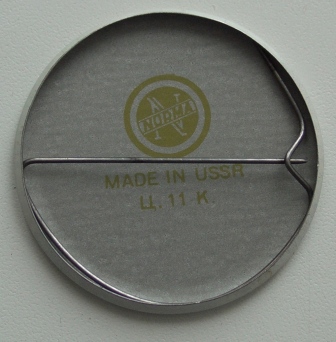 N
NORMA
MADE IN USSR
Ц. 11 К.